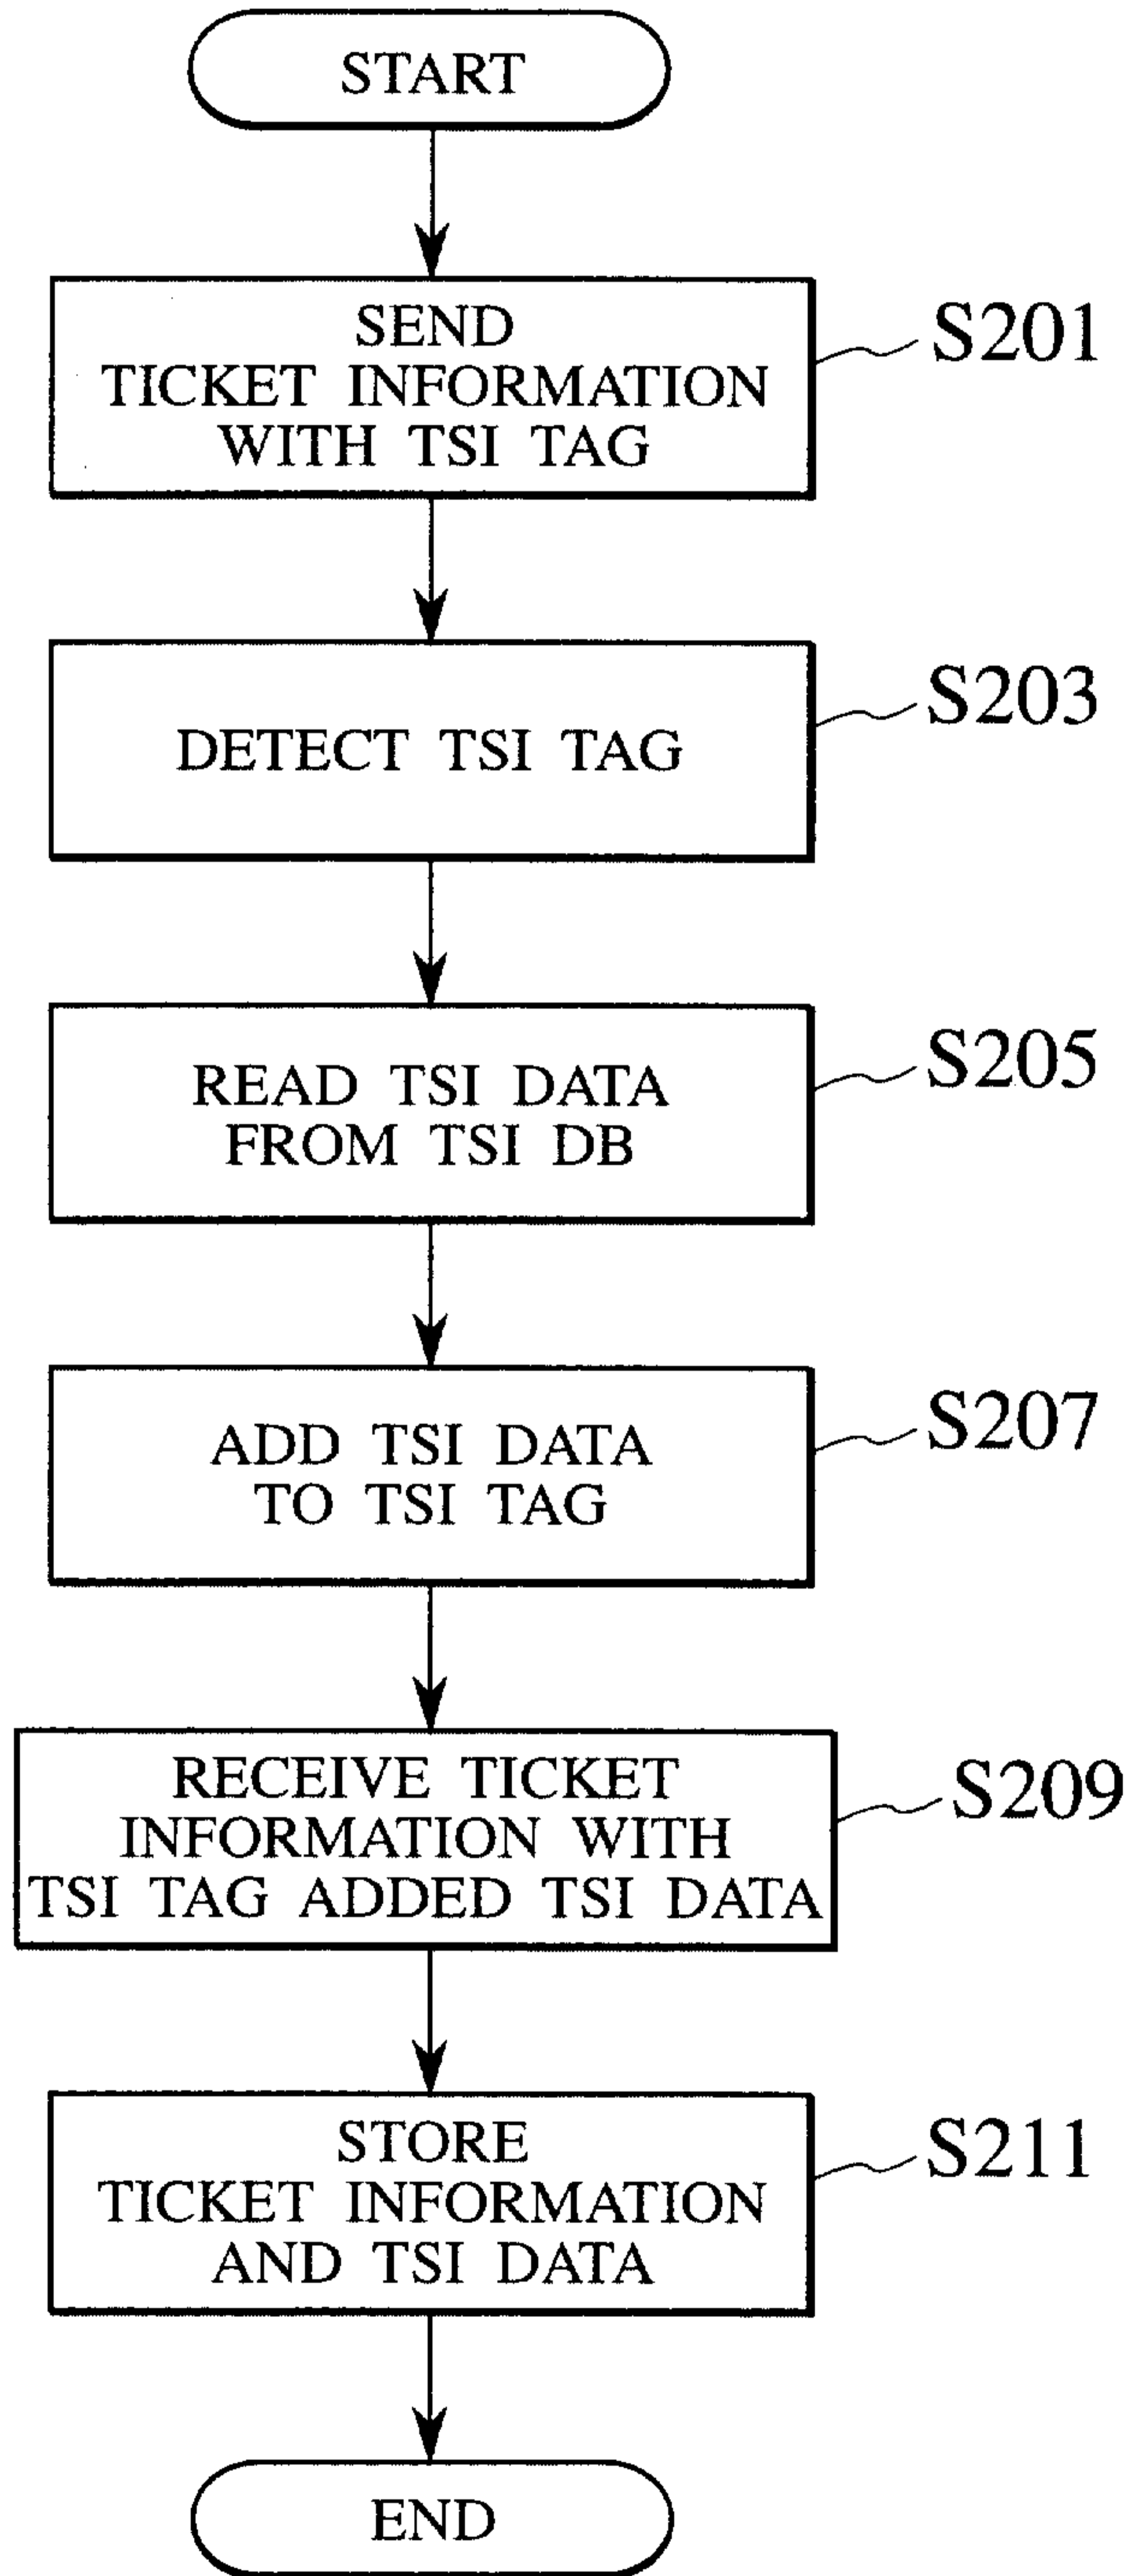 START
SEND
TICKET INFORMATION
WITH TSI TAG
S201
DETECT TSI TAG
S203
READ TSI DATA
FROM TSI DB
S205
ADD TSI DATA
TO TSI TAG
S207
RECEIVE TICKET
INFORMATION WITH
TSI TAG ADDED TSI DATA
S209
STORE
TICKET INFORMATION
AND TSI DATA
S211
END